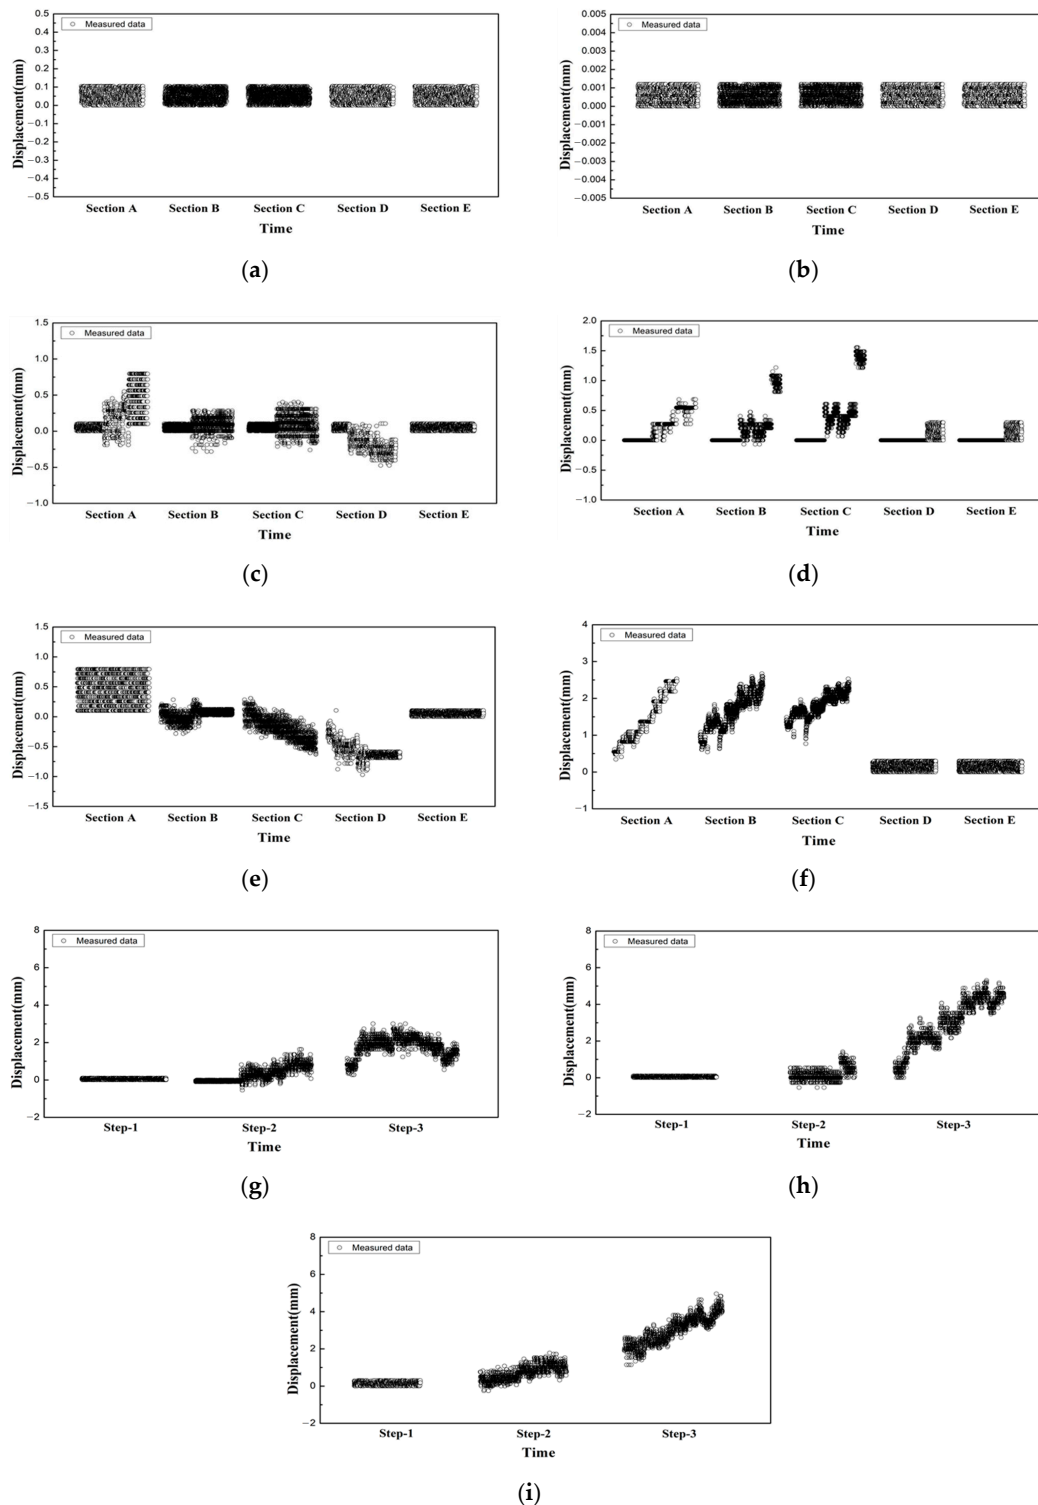 Measured data
Displacement(mm)
0.5
0.4
0.3
0.2
0.1
0.0
−0.1
−0.2
−0.3
−0.4
−0.5
Section A Section B Section C Section D Section E
Time
(a)
Measured data
Displacement(mm)
0.005
0.004
0.003
0.002
0.001
0.000
−0.001
−0.002
−0.003
−0.004
−0.005
Section A Section B Section C Section D Section E
Time
(b)
Measured data
Displacement(mm)
1.5
1.0
0.5
0.0
−0.5
−1.0
Section A Section B Section C Section D Section E
Time
(c)
Measured data
Displacement(mm)
2.0
1.5
1.0
0.5
0.0
−0.5
−1.0
Section A Section B Section C Section D Section E
Time
(d)
Measured data
Displacement(mm)
1.5
1.0
0.5
0.0
−0.5
−1.0
−1.5
Section A Section B Section C Section D Section E
Time
(e)
Measured data
Displacement(mm)
4
3
2
1
0
−1
Section A Section B Section C Section D Section E
Time
(f)
Measured data
Displacement(mm)
8
6
4
2
0
−2
Step-1 Step-2 Step-3
Time
(g)
Measured data
Displacement(mm)
8
6
4
2
0
−2
Step-1 Step-2 Step-3
Time
(h)
Measured data
Displacement(mm)
8
6
4
2
0
−2
Step-1 Step-2 Step-3
Time
(i)